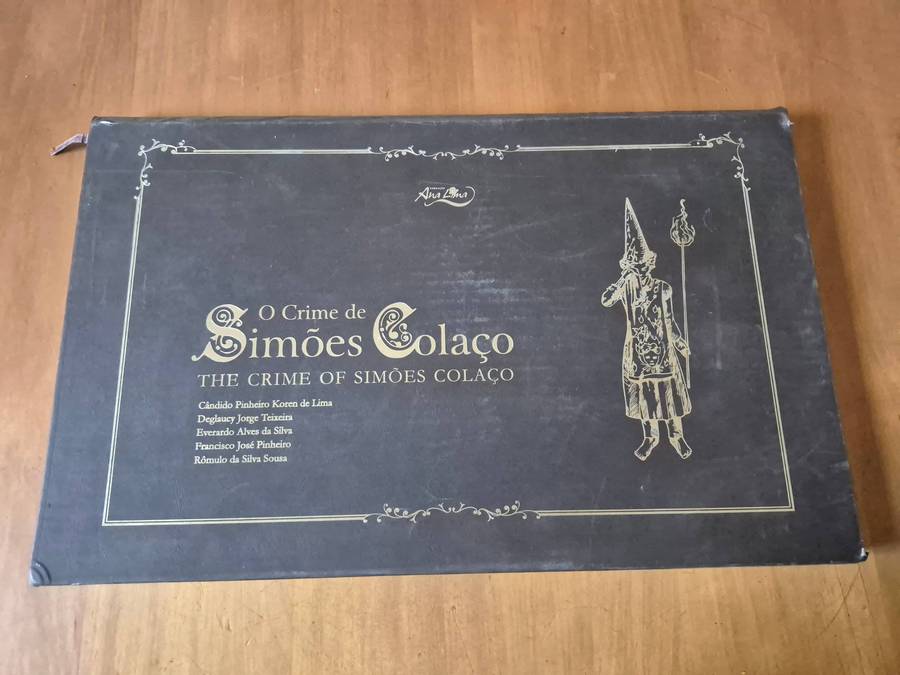 FUNDAÇÃO
Ana Lima
O Crime de
Simões Colaço
THE CRIME OF SIMÕES COLAÇO
Cândido Pinheiro Koren de Lima
Deglaucy Jorge Teixeira
Everardo Alves da Silva
Francisco José Pinheiro
Rômulo da Silva Sousa